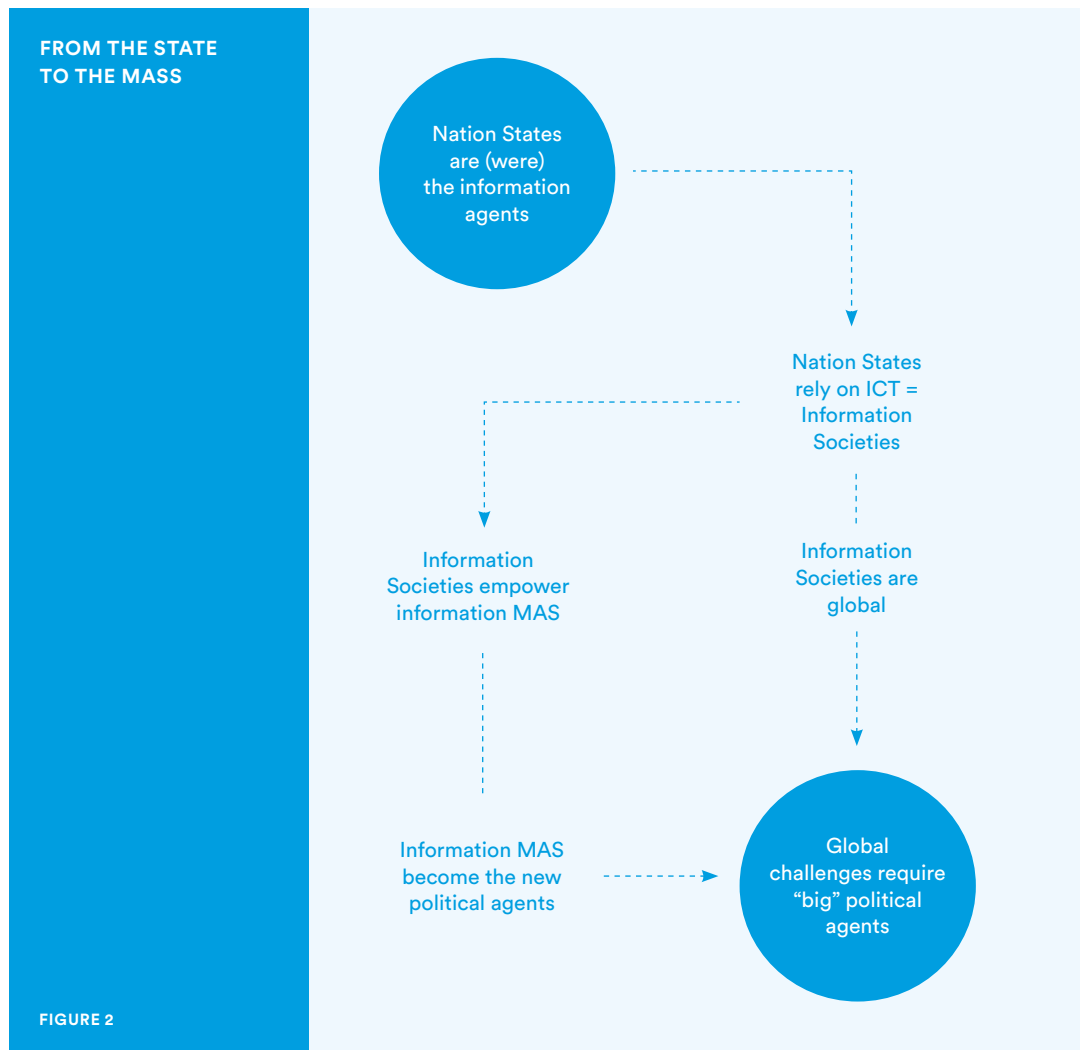 FROM THE STATE
TO THE MASS
Nation States
are (were)
the information
agents
Nation States
rely on ICT =
Information
Societies
Information
Societies empower
information MAS
Information
Societies are
global
Information MAS
become the new
political agents
Global
challenges require
“big” political
agents
FIGURE 2